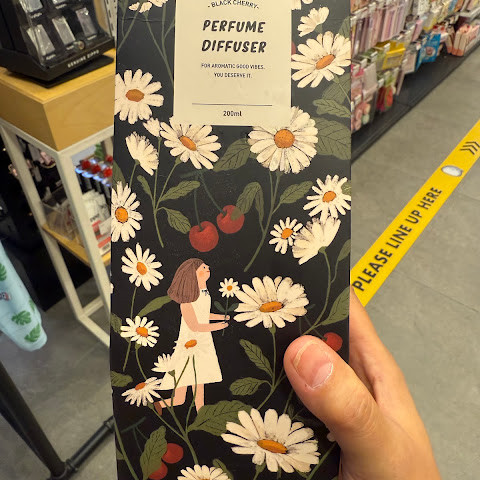 - BLACK CHERRY -
PERFUME
DIFFUSER
FOR AROMATIC GOOD VIBES.
YOU DESERVE IT.
200ml
PLEASE LINE UP HERE